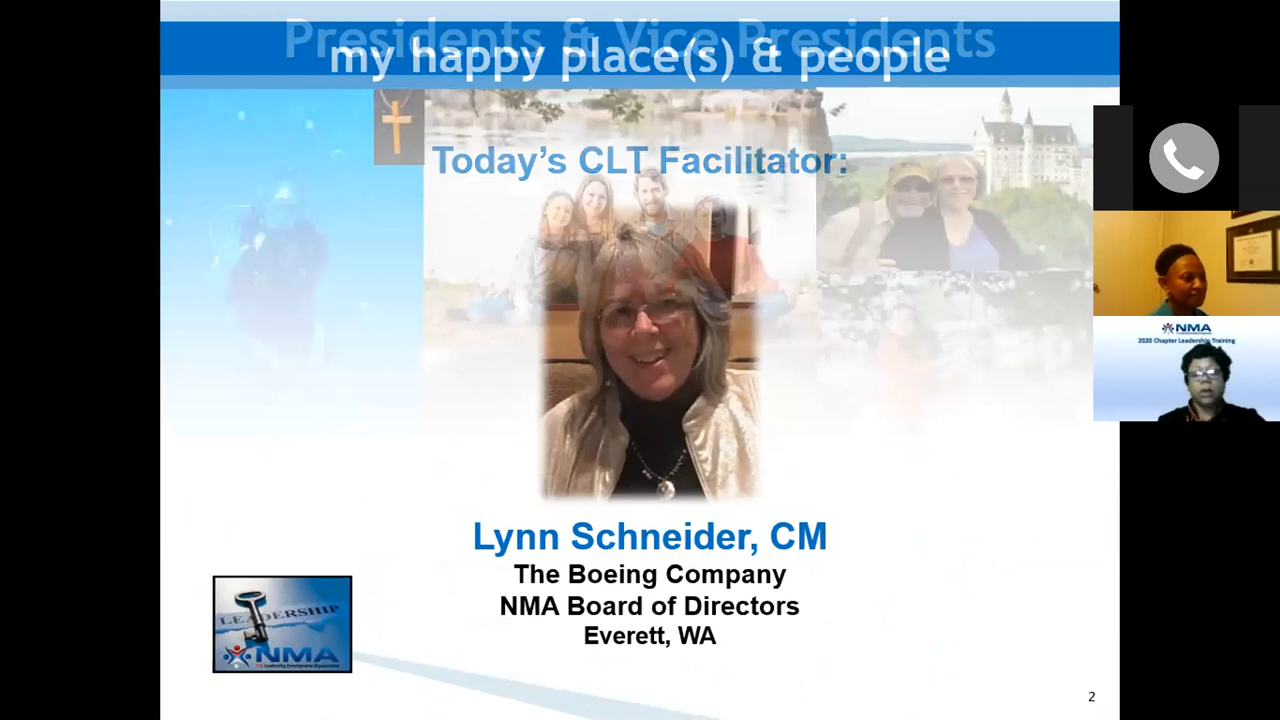 Presidents & Vice Presidents
my happy place(s) & people
Today's CLT Facilitator:
NMA
2020 Chapter Leadership Training
Lynn Schneider, CM
The Boeing Company
NMA Board of Directors
Everett, WA
LEADERSHIP
NMA
2